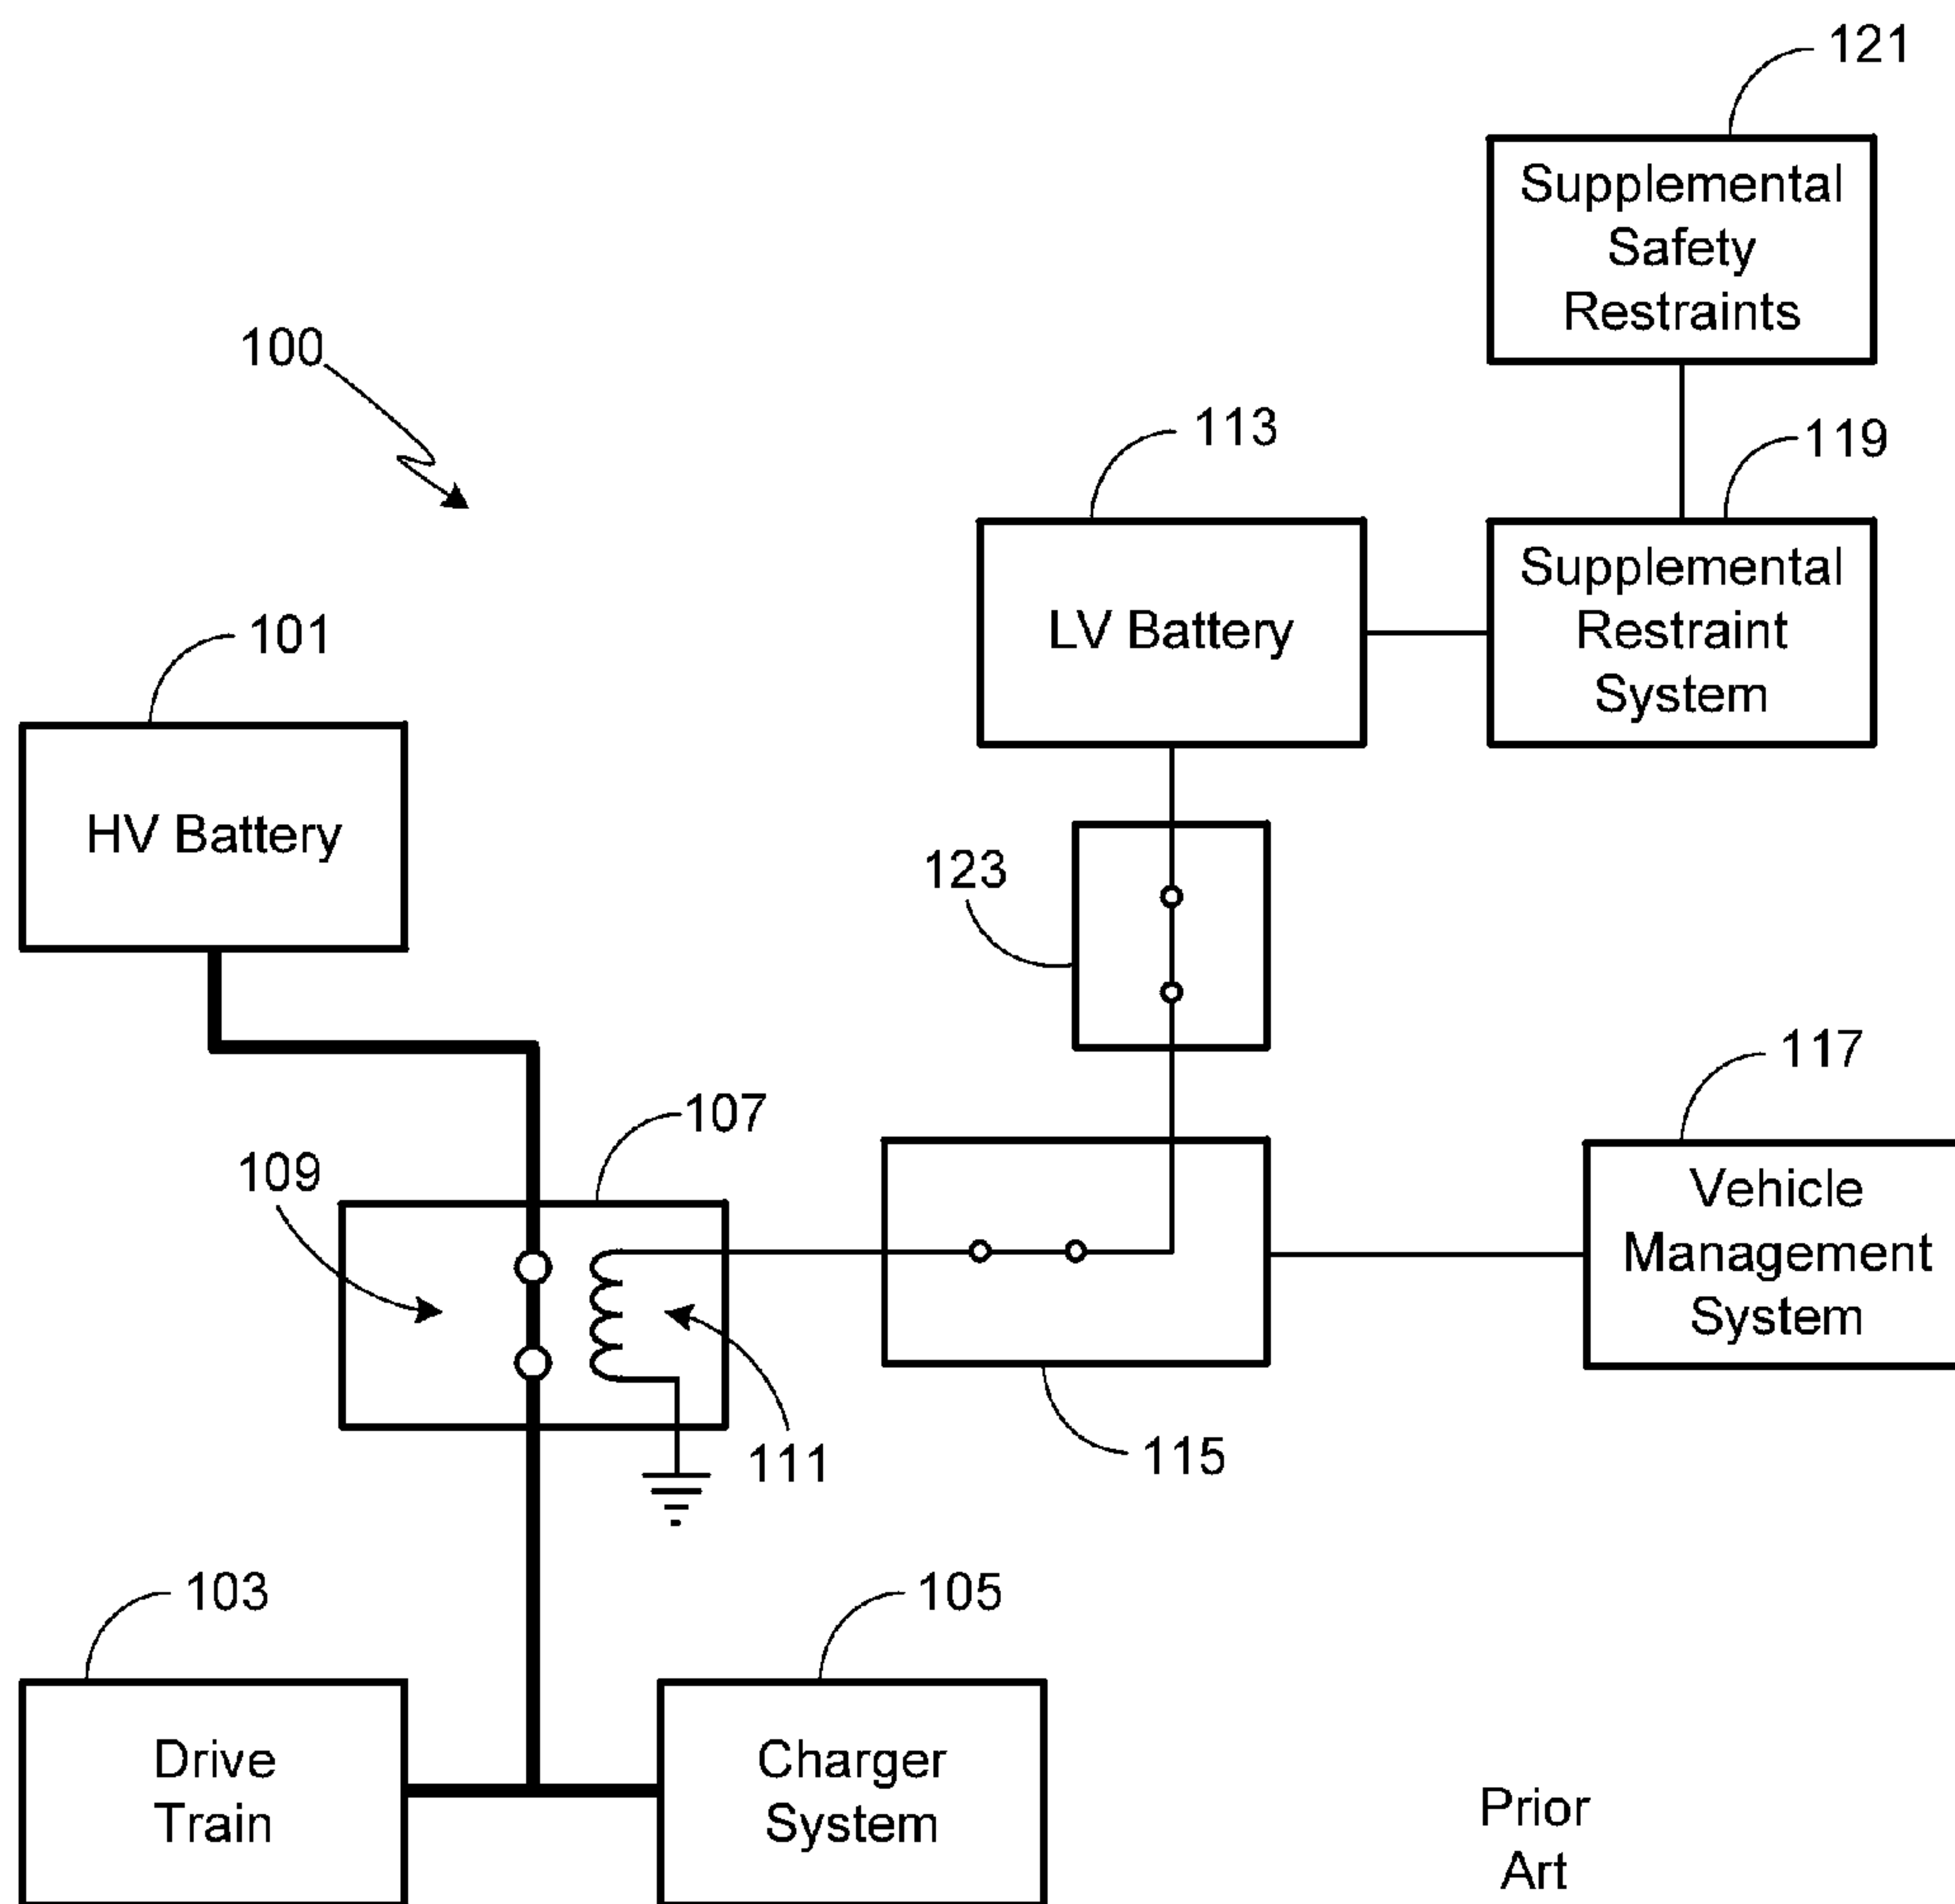 121
Supplemental
Safety
Restraints
100
113
119
LV Battery
Supplemental
Restraint
System
101
HV Battery
123
117
107
109
Vehicle
Management
System
111
115
103
105
Drive
Train
Charger
System
Prior
Art